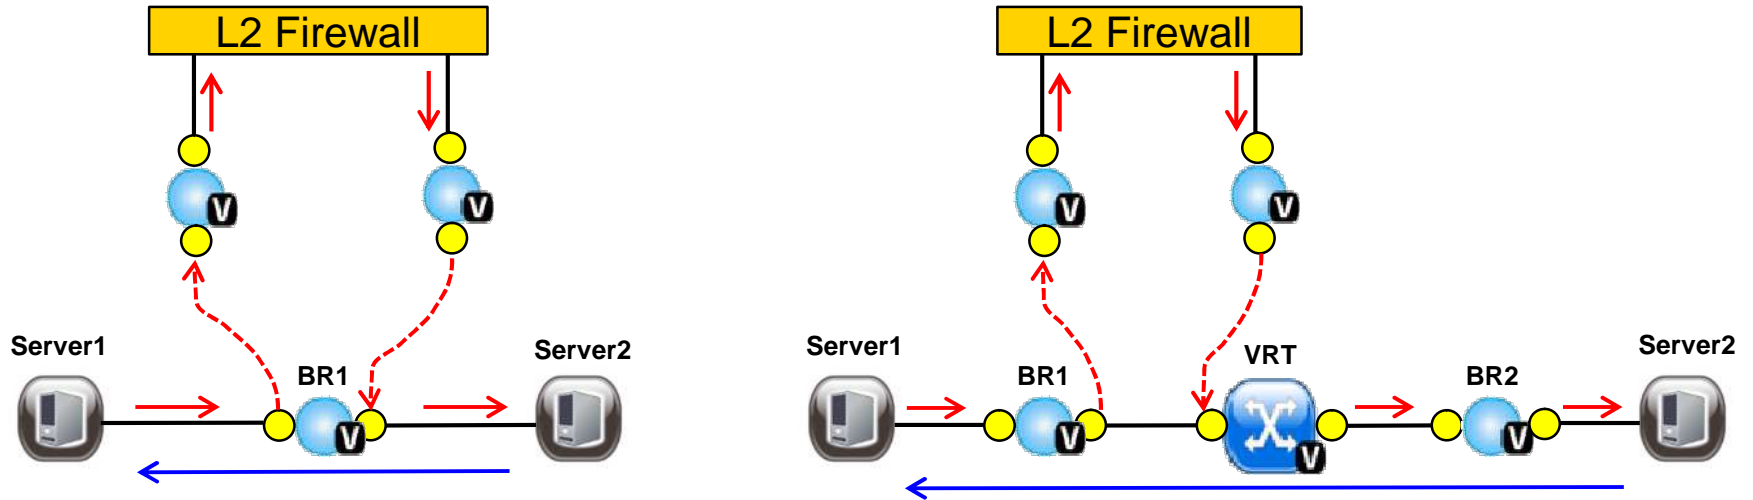 L2 Firewall
V
V
Server1
BR1
Server2
V
L2 Firewall
V
V
Server1
BR1
VRT
BR2
Server2
V
V
V